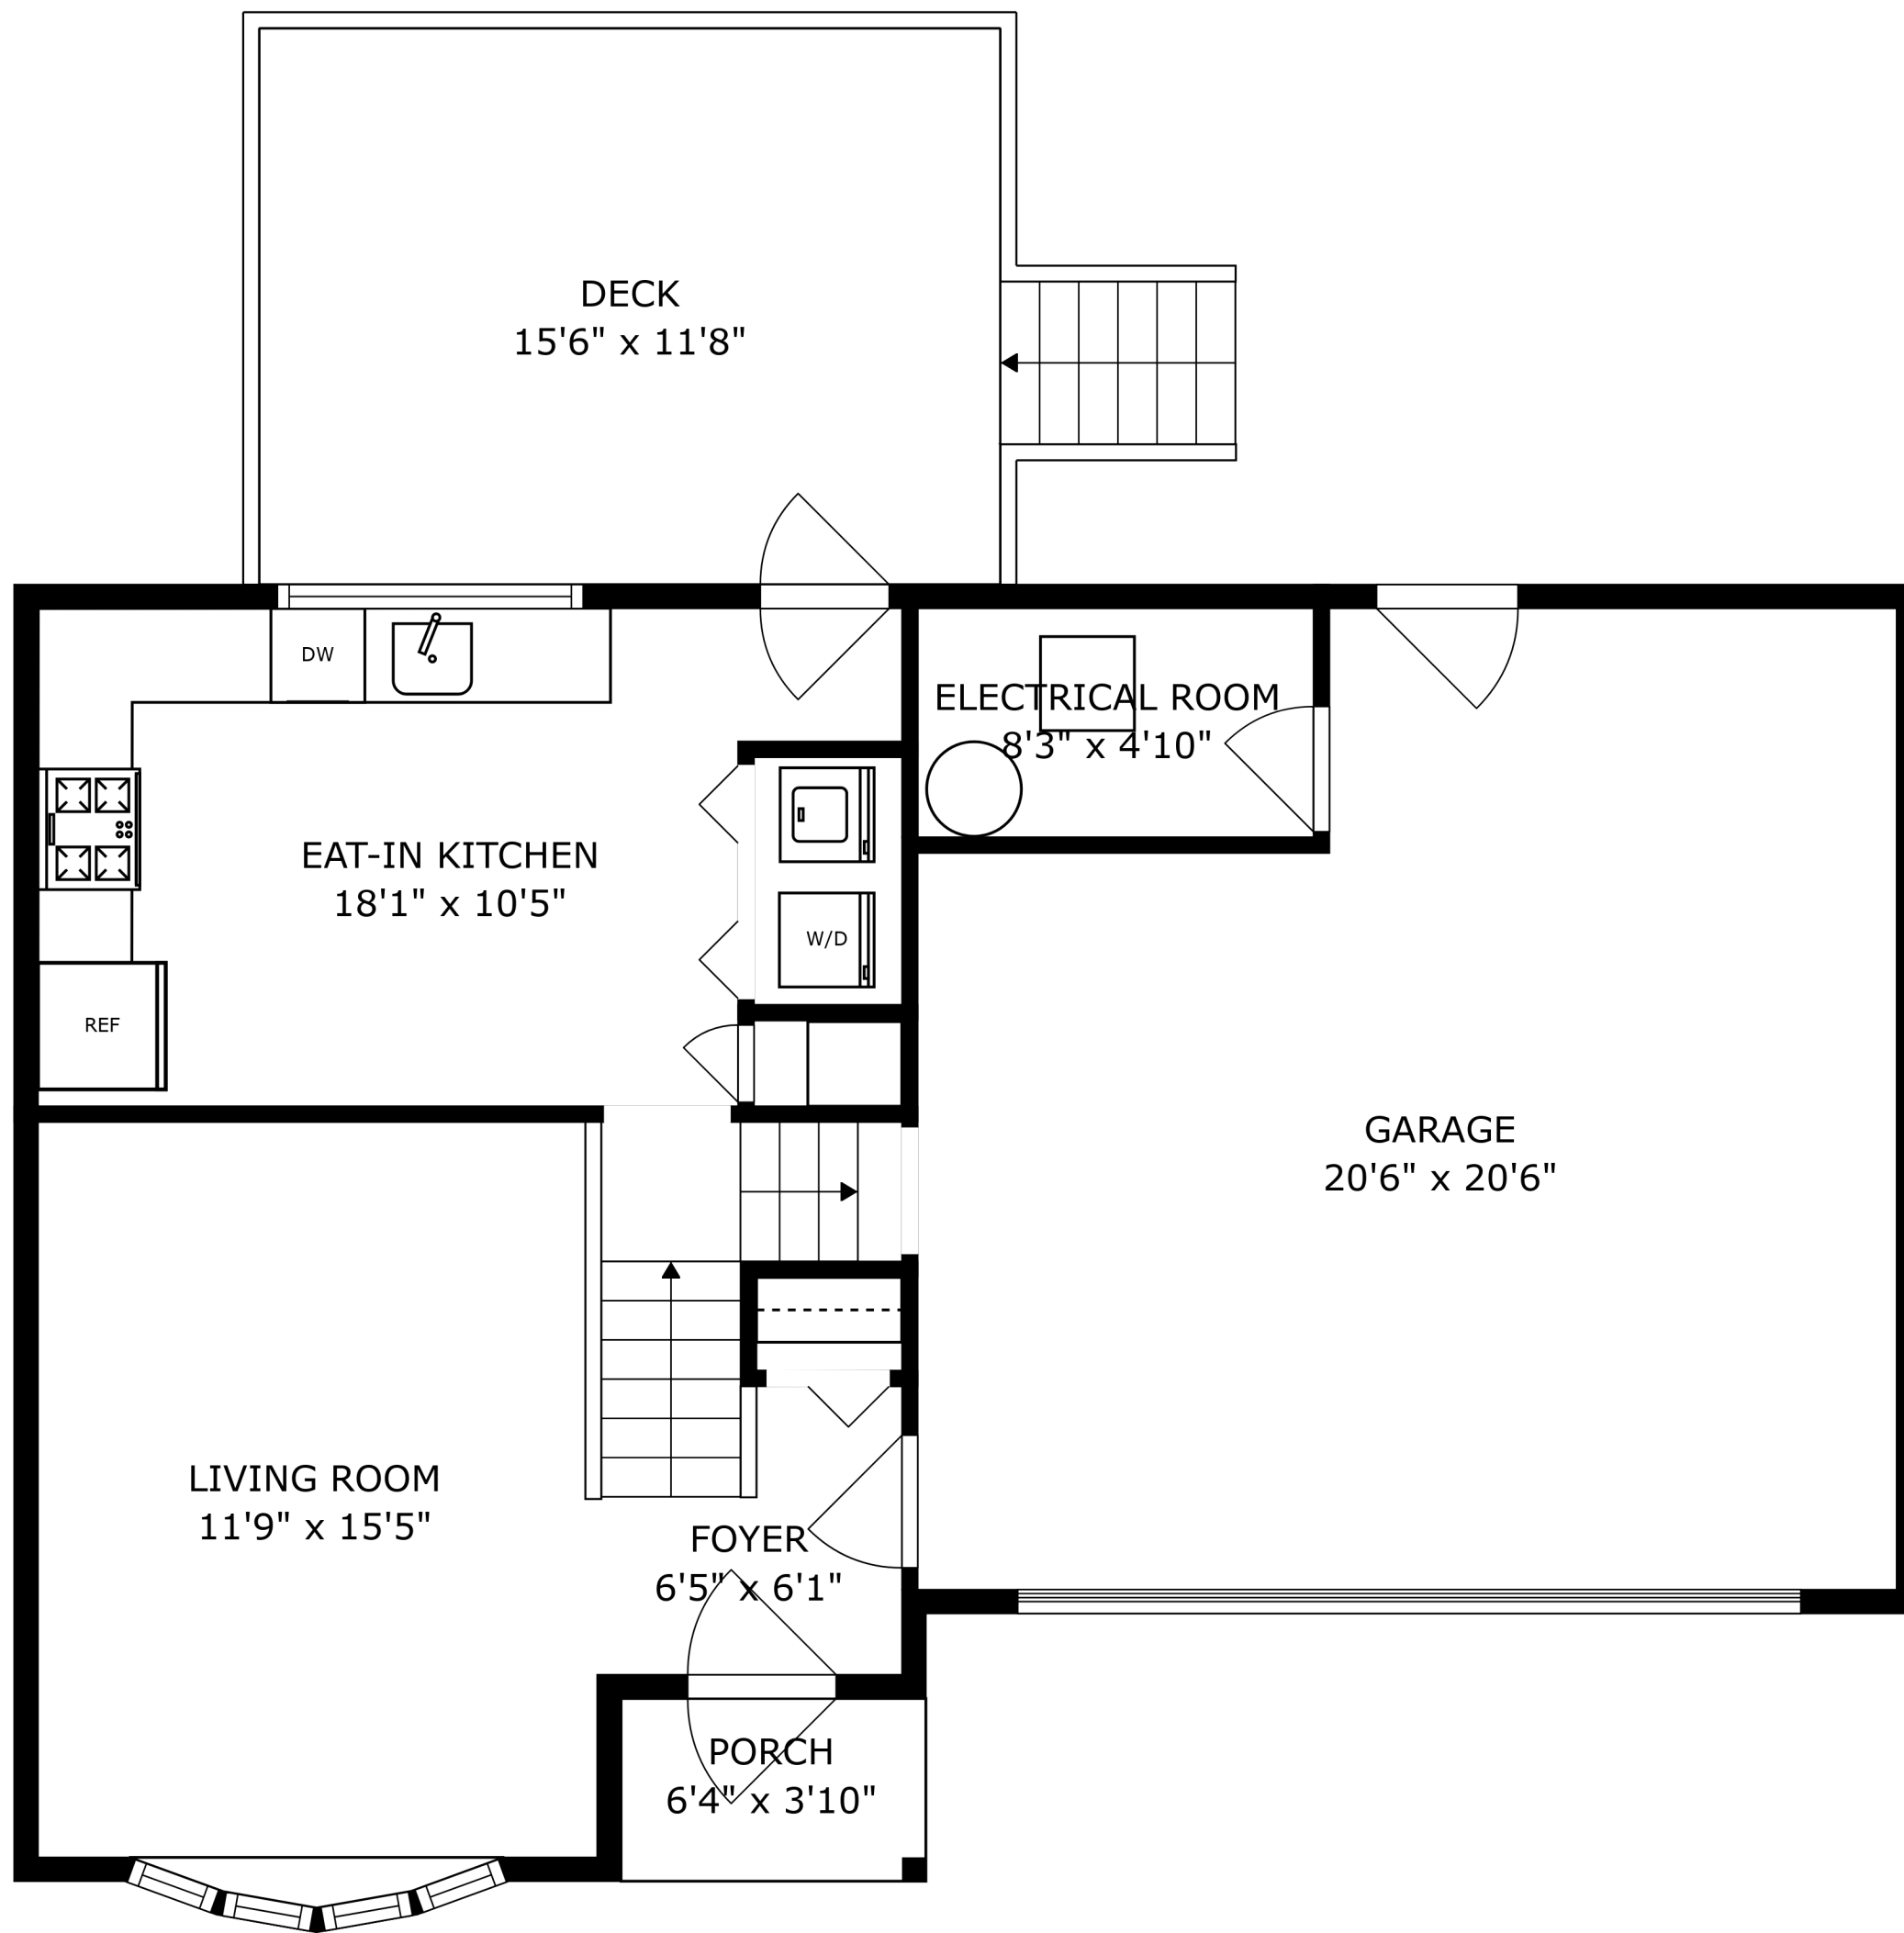 DECK
15'6" x 11'8"
DW
ELECTRICAL ROOM
8'3" x 4'10"
EAT-IN KITCHEN
18'1" x 10'5"
W/D
REF
GARAGE
20'6" x 20'6"
LIVING ROOM
11'9" x 15'5"
FOYER
6'5" x 6'1"
PORCH
6'4" x 3'10"